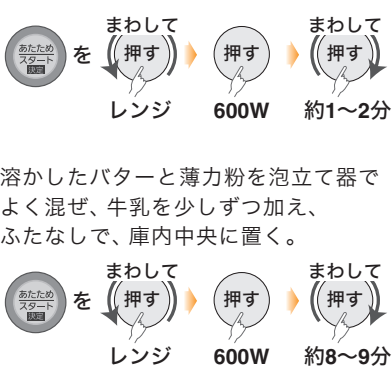 まわして まわして
あたため
スタート
決定
を 押す 押す 押す
レンジ 600W 約1〜2分
溶かしたバターと薄力粉を泡立て器で
よく混ぜ、牛乳を少しずつ加え、
ふたなしで、庫内中央に置く。
まわして まわして
あたため
スタート
決定
を 押す 押す 押す
レンジ 600W 約8〜9分